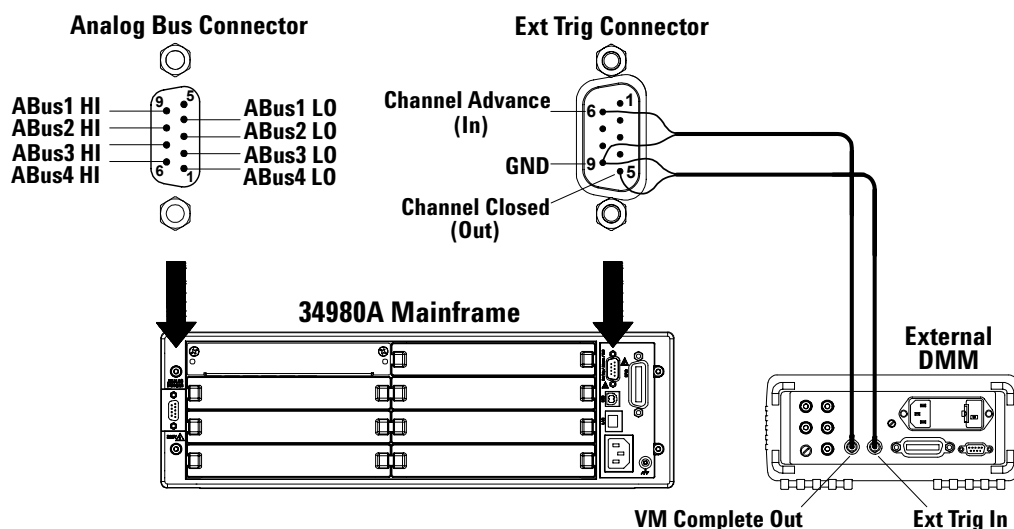 Analog Bus Connector
Ext Trig Connector
ABus1 HI
ABus2 HI
ABus3 HI
ABus4 HI
9
5
6
1
ABus1 LO
ABus2 LO
ABus3 LO
ABus4 LO
Channel Advance
(In)
6
1
GND
9
5
Channel Closed
(Out)
34980A Mainframe
External
DMM
VM Complete Out
Ext Trig In